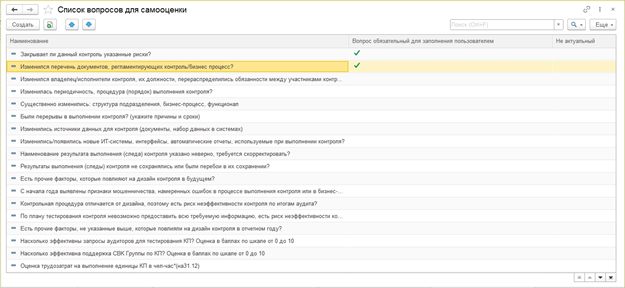 Список вопросов для самооценки
Создать
Поиск (Ctrl+F)
Еще
Наименование
Вопрос обязательный для заполнения пользователем
Не актуальный
Закрывает ли данный контроль указанные риски?
Изменился перечень документов, регламентирующих контроль/бизнес процесс?
Изменился владелец/исполнители контроля, их должности, перераспределились обязанности между участниками контр...
Изменилась периодичность, процедура (порядок) выполнения контроля?
Существенно изменились: структура подразделения, бизнес-процесс, функционал
Были перерывы в выполнении контроля? (укажите причины и сроки)
Изменились источники данных для контроля (документы, набор данных в системах)
Изменились/появились новые ИТ-системы, интерфейсы, автоматические отчеты, используемые при выполнении контроля?
Наименование результата выполнения (следа) контроля указано неверно, требуется скорректировать?
Результаты выполнения (следы) контроля не сохранялись или были перебои в их сохранении?
Есть прочие факторы, которые повлияют на дизайн контроля в будущем?
С начала года выявлены признаки мошенничества, намеренных ошибок в процессе выполнения контроля или в бизнес-...
Контрольная процедура отличается от дизайна, поэтому есть риск неэффективности контроля по итогам аудита?
По плану тестирования контроля невозможно предоставить всю требуемую информацию, есть риск неэффективности ко...
Есть прочие факторы, не указанные выше, которые повлияли на дизайн контроля в отчетном году?
Насколько эффективны запросы аудиторов для тестирования КП? Оценка в баллах по шкале от 0 до 10
Насколько эффективна поддержка СВК Группы по КП? Оценка в баллах по шкале от 0 до 10
Оценка трудозатрат на выполнение единицы КП в чел-час*(на31.12)